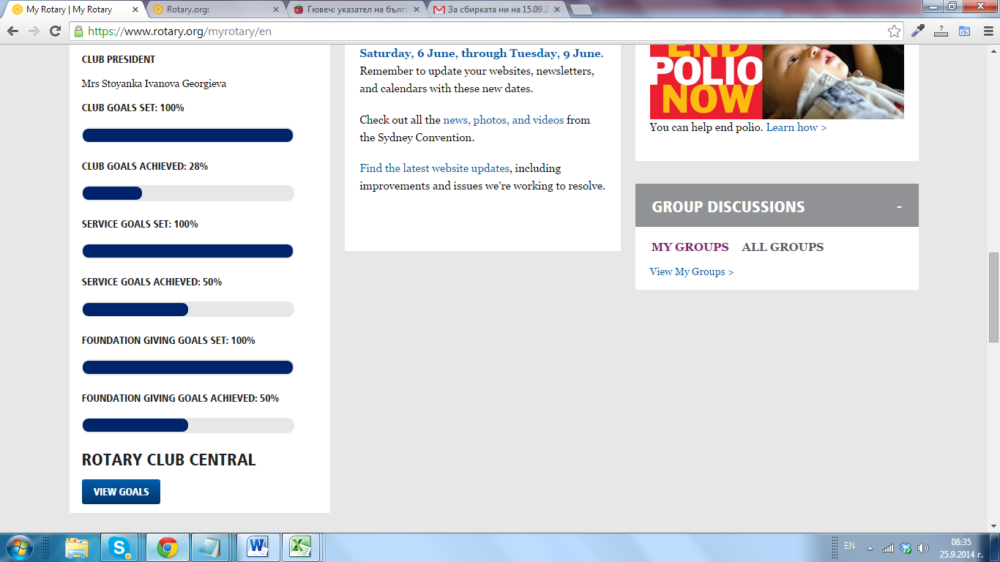 My Rotary | My Rotary
Rotary.org:
Гювеч: указател на бълга
За сбирката ни на 15.09.2
https://www.rotary.org/myrotary/en
CLUB PRESIDENT
Mrs Stoyanka Ivanova Georgieva
CLUB GOALS SET: 100%
CLUB GOALS ACHIEVED: 28%
SERVICE GOALS SET: 100%
SERVICE GOALS ACHIEVED: 50%
FOUNDATION GIVING GOALS SET: 100%
FOUNDATION GIVING GOALS ACHIEVED: 50%
ROTARY CLUB CENTRAL
VIEW GOALS
Saturday, 6 June, through Tuesday, 9 June.
Remember to update your websites, newsletters,
and calendars with these new dates.
Check out all the news, photos, and videos from
the Sydney Convention.
Find the latest website updates, including
improvements and issues we're working to resolve.
END
POLIO
NOW
You can help end polio. Learn how >
GROUP DISCUSSIONS -
MY GROUPS ALL GROUPS
View My Groups >
EN
08:35
25.9.2014 г.